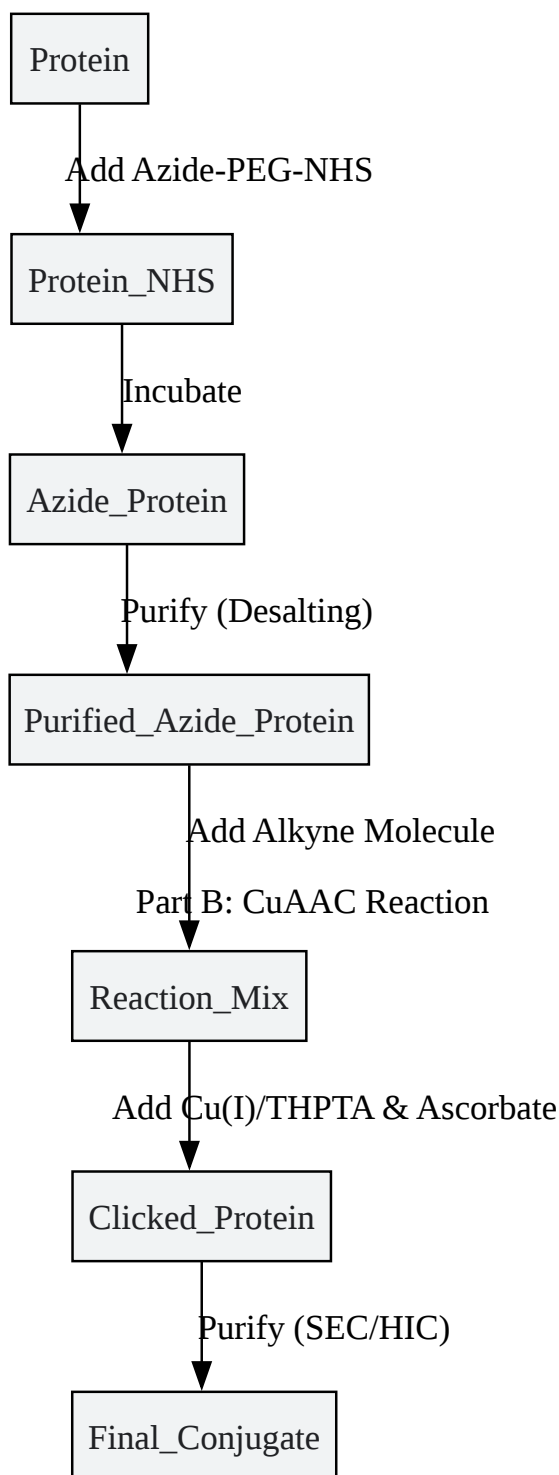 Protein
Add Azide-PEG-NHS
Protein_NHS
Incubate
Azide_Protein
Purify (Desalting)
Purified_Azide_Protein
Add Alkyne Molecule
Part B: CuAAC Reaction
Reaction_Mix
Add Cu(I)/THPTA & Ascorbate
Clicked_Protein
Purify (SEC/HIC)
Final_Conjugate